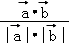 a⃗ • b⃗
|a⃗| • |b⃗|